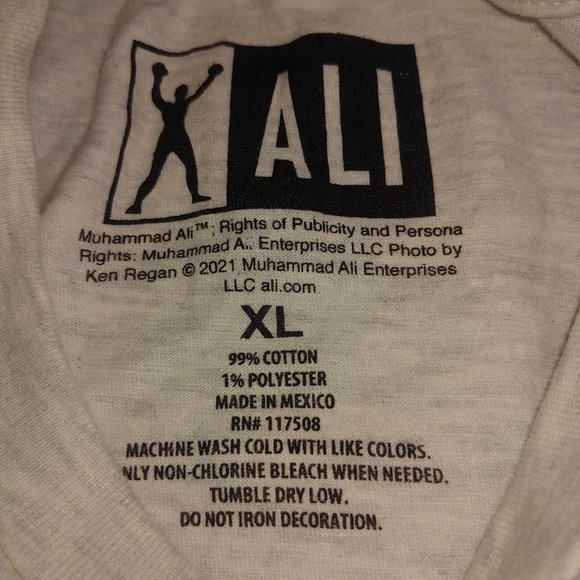 ALI
Muhammad Ali™; Rights of Publicity and Persona
Rights: Muhammad A.. Enterprises LLC Photo by
Ken Regan © 2021 Muhammad Ali Enterprises
LLC ali.com
XL
99% COTTON
1% POLYESTER
MADE IN MEXICO
RN# 117508
MACHINE WASH COLD WITH LIKE COLORS.
NLY NON-CHLORINE BLEACH WHEN NEEDED.
TUMBLE DRY LOW.
DO NOT IRON DECORATION.